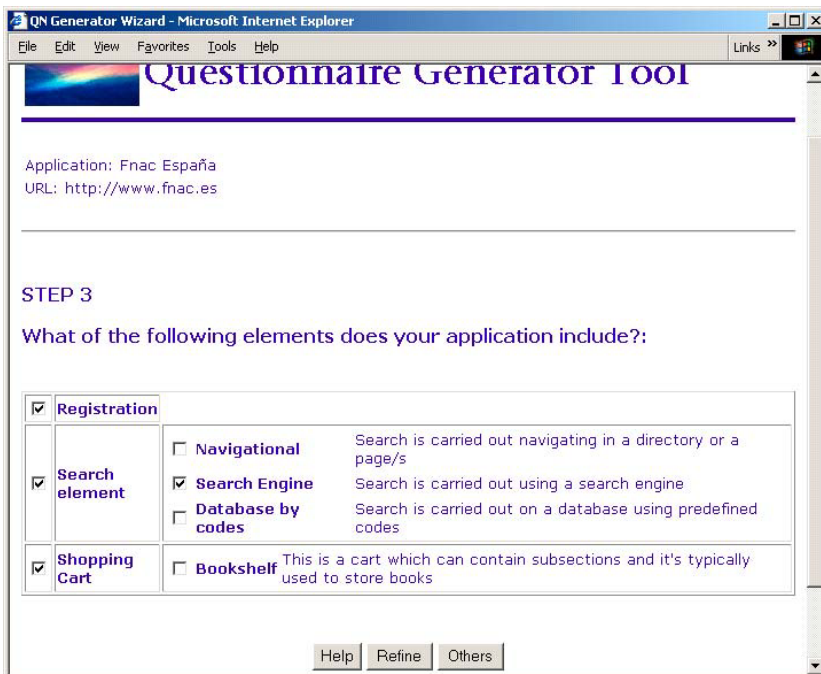 QN Generator Wizard - Microsoft Internet Explorer
File Edit View Favorites Tools Help Links »
Questionnaire Generator Tool
Application: Fnac España
URL: http://www.fnac.es
STEP 3
What of the following elements does your application include?:
Registration
Search element
Navigational
Search is carried out navigating in a directory or a
page/s
Search Engine
Search is carried out using a search engine
Database by
codes
Search is carried out on a database using predefined
codes
Shopping
Cart
Bookshelf
This is a cart which can contain subsections and it's typically
used to store books
Help Refine Others